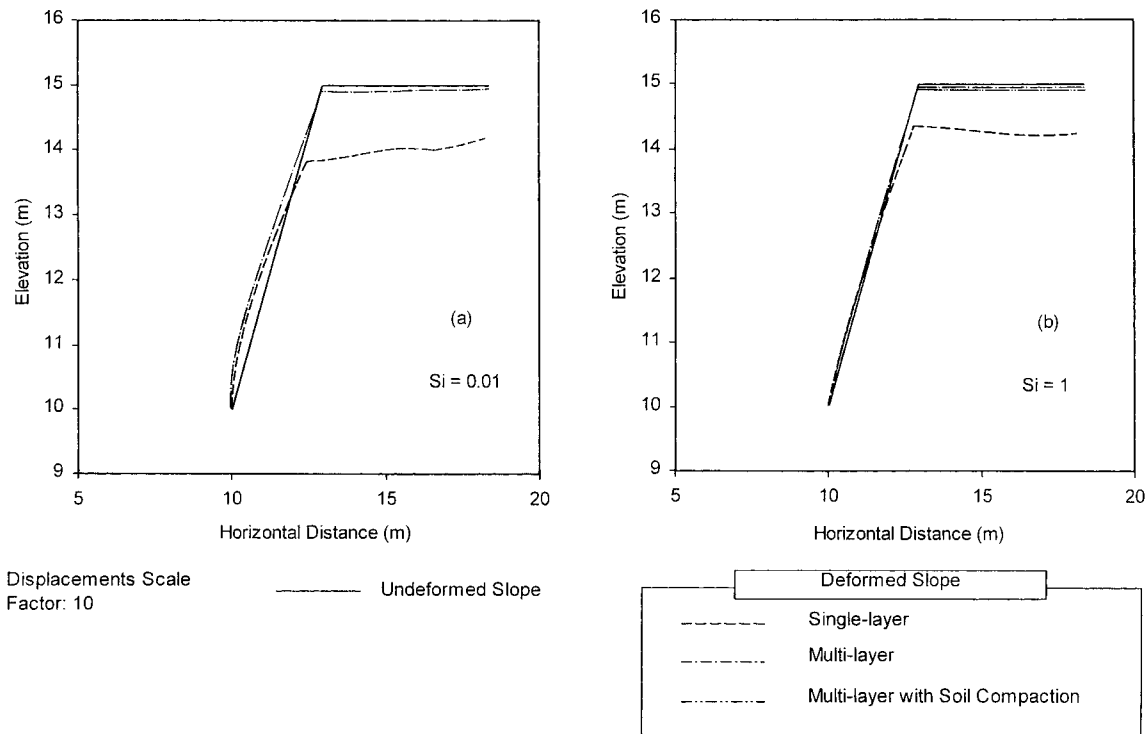 16
15
14
13
12
11
10
9
Elevation (m)
(a)
Si = 0.01
5
10
15
20
Horizontal Distance (m)
16
15
14
13
12
11
10
9
Elevation (m)
(b)
Si = 1
5
10
15
20
Horizontal Distance (m)
Displacements Scale
Factor: 10
Undeformed Slope
Deformed Slope
Single-layer
Multi-layer
Multi-layer with Soil Compaction